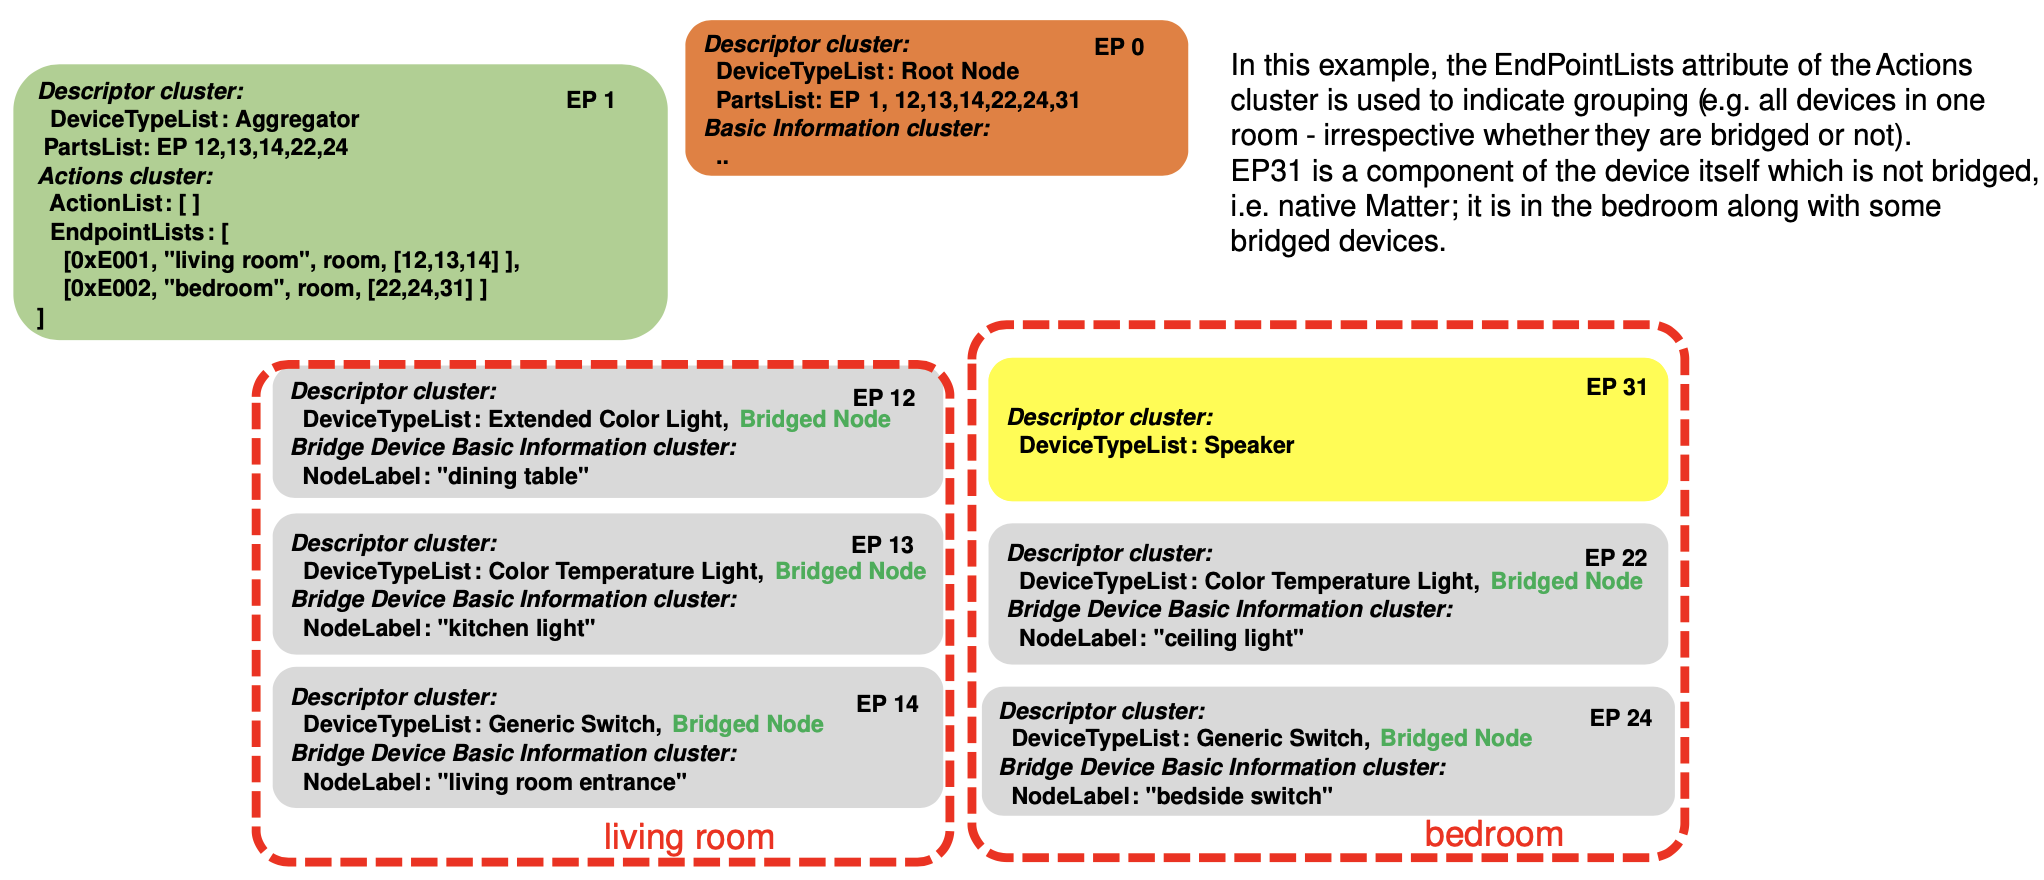 Descriptor cluster:
EP 1
DeviceTypeList: Aggregator
PartsList: EP 12,13,14,22,24
Actions cluster:
ActionList: [ ]
EndpointLists: [
[0xE001, "living room", room, [12,13,14] ],
[0xE002, "bedroom", room, [22,24,31] ]
]
Descriptor cluster:
EP 0
DeviceTypeList: Root Node
PartsList: EP 1, 12,13,14,22,24,31
Basic Information cluster:
..
In this example, the EndPointLists attribute of the Actions
cluster is used to indicate grouping (e.g. all devices in one
room - irrespective whether they are bridged or not).
EP31 is a component of the device itself which is not bridged,
i.e. native Matter; it is in the bedroom along with some
bridged devices.
Descriptor cluster:
EP 12
DeviceTypeList: Extended Color Light, Bridged Node
Bridge Device Basic Information cluster:
NodeLabel: "dining table"
Descriptor cluster:
EP 13
DeviceTypeList: Color Temperature Light, Bridged Node
Bridge Device Basic Information cluster:
NodeLabel: "kitchen light"
Descriptor cluster:
EP 14
DeviceTypeList: Generic Switch, Bridged Node
Bridge Device Basic Information cluster:
NodeLabel: "living room entrance"
living room
EP 31
Descriptor cluster:
DeviceTypeList: Speaker
Descriptor cluster:
EP 22
DeviceTypeList: Color Temperature Light, Bridged Node
Bridge Device Basic Information cluster:
NodeLabel: "ceiling light"
Descriptor cluster:
EP 24
DeviceTypeList: Generic Switch, Bridged Node
Bridge Device Basic Information cluster:
NodeLabel: "bedside switch"
bedroom